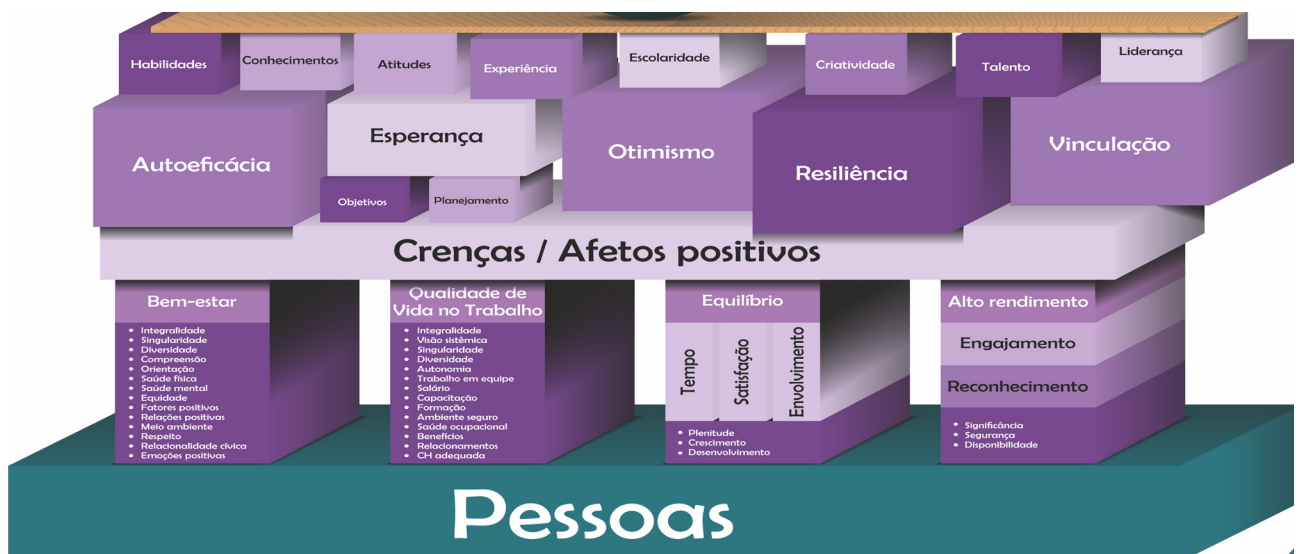 Habilidades
Conhecimentos
Atitudes
Experiência
Escolaridade
Criatividade
Talento
Liderança
Autoeficácia
Esperança
Otimismo
Resiliência
Vinculação
Objetivos
Planejamento
Crenças / Afetos positivos
Bem-estar
• Integralidade
• Singularidade
• Diversidade
• Compreensão
• Orientação
• Saúde física
• Saúde mental
• Equidade
• Fatores positivos
• Relações positivas
• Meio ambiente
• Respeito
• Relacionalidade cívica
• Emoções positivas
Qualidade de
Vida no Trabalho
• Integralidade
• Visão sistêmica
• Singularidade
• Diversidade
• Autonomia
• Trabalho em equipe
• Salário
• Capacitação
• Formação
• Ambiente seguro
• Saúde ocupacional
• Benefícios
• Relacionamentos
• CH adequada
Equilíbrio
Tempo
Satisfação
Envolvimento
• Plenitude
• Crescimento
• Desenvolvimento
Alto rendimento
Engajamento
Reconhecimento
• Significância
• Segurança
• Disponibilidade
Pessoas